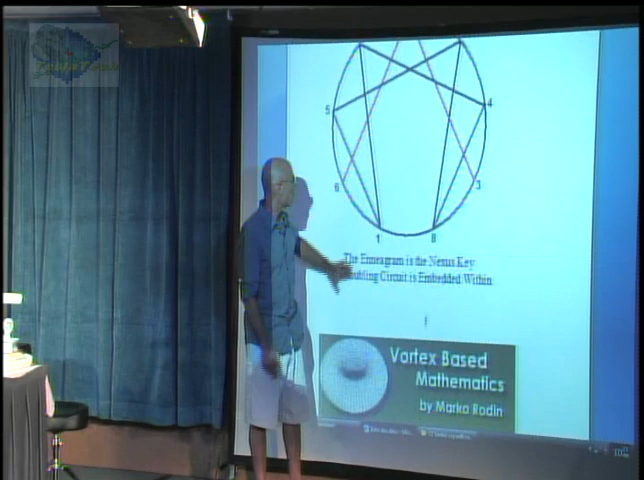 5
4
6
3
1
8
The Enneagram is the Nexus Key
Circuit is Embedded Within
Vortex Based
Mathematics
by Marko Rodin